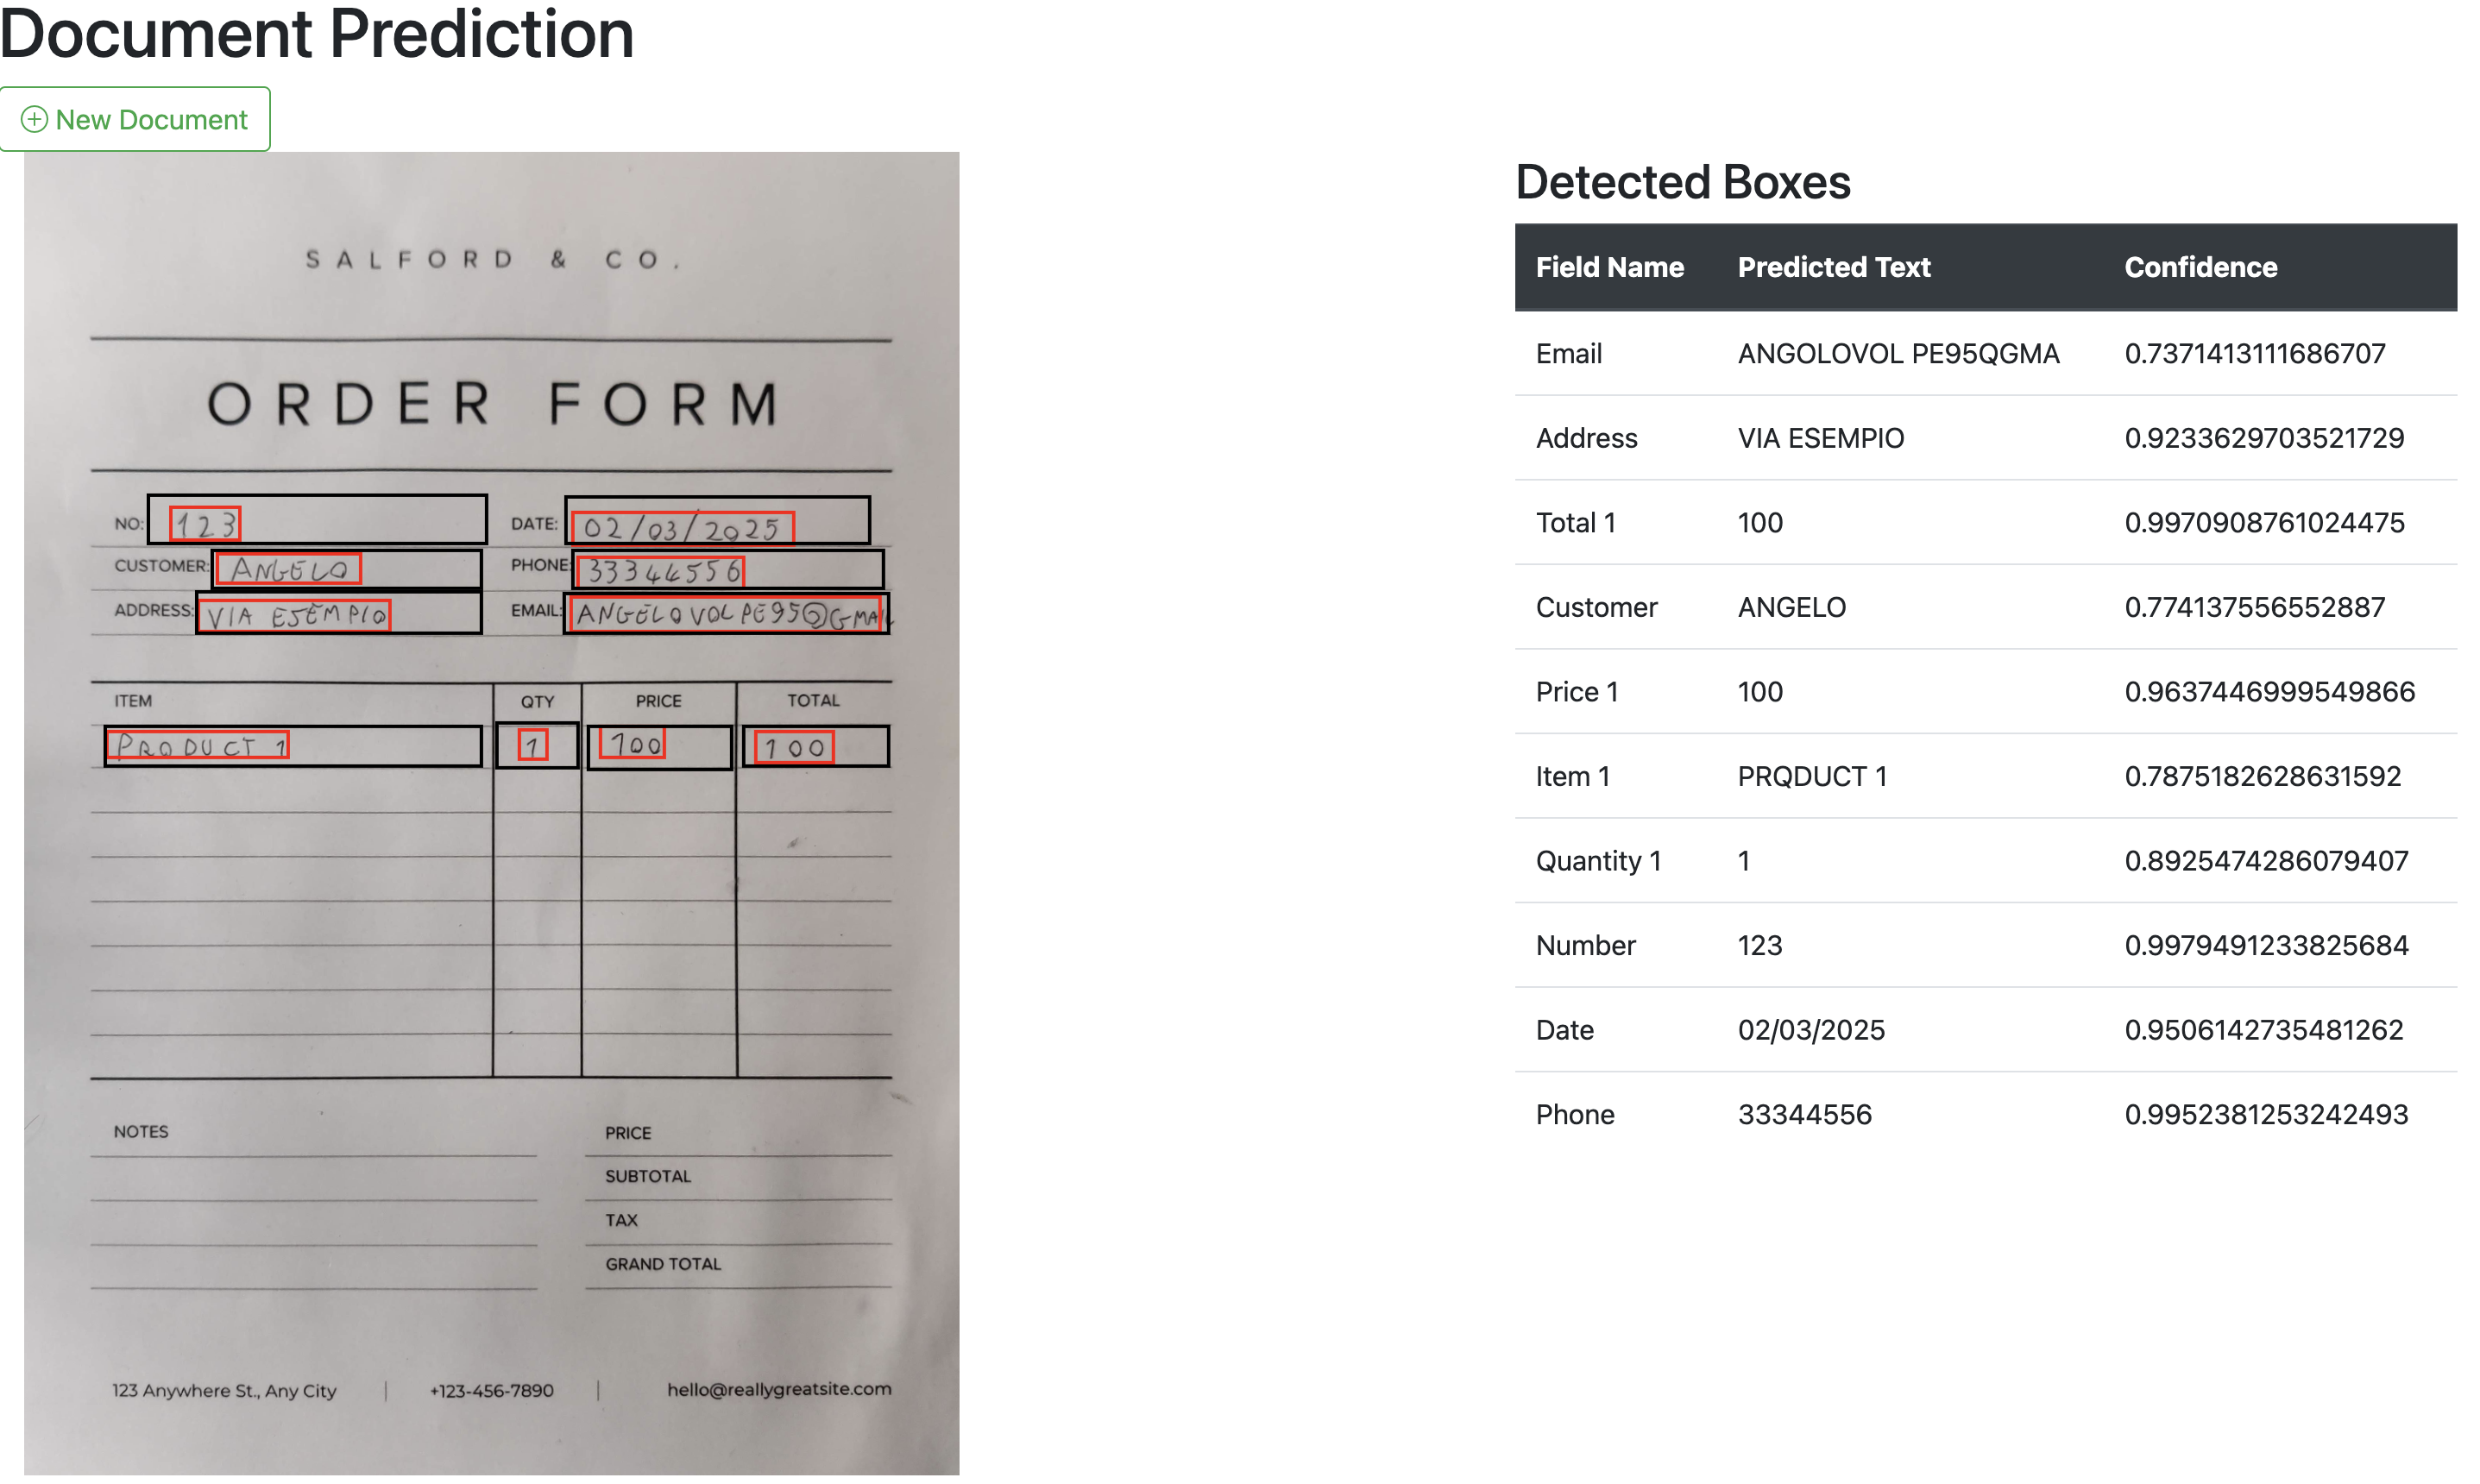 Document Prediction
New Document
SALFORD & CO.
ORDER FORM
NO: 123 DATE: 02/03/2025
CUSTOMER: ANGELO PHONE: 33344556
ADDRESS: VIA ESEMPIO EMAIL: ANGELOVOLPE95@GMAIL
ITEM QTY PRICE TOTAL
PRODUCT 1 1 100 100
NOTES PRICE
SUBTOTAL
TAX
GRAND TOTAL
123 Anywhere St., Any City | +123-456-7890 | hello@reallygreatsite.com
Detected Boxes
Field Name Predicted Text Confidence
Email ANGOLOVOL PE95QGMA 0.7371413111686707
Address VIA ESEMPIO 0.9233629703521729
Total 1 100 0.9970908761024475
Customer ANGELO 0.774137556552887
Price 1 100 0.9637446999549866
Item 1 PRQDUCT 1 0.7875182628631592
Quantity 1 1 0.8925474286079407
Number 123 0.9979491233825684
Date 02/03/2025 0.9506142735481262
Phone 33344556 0.9952381253242493